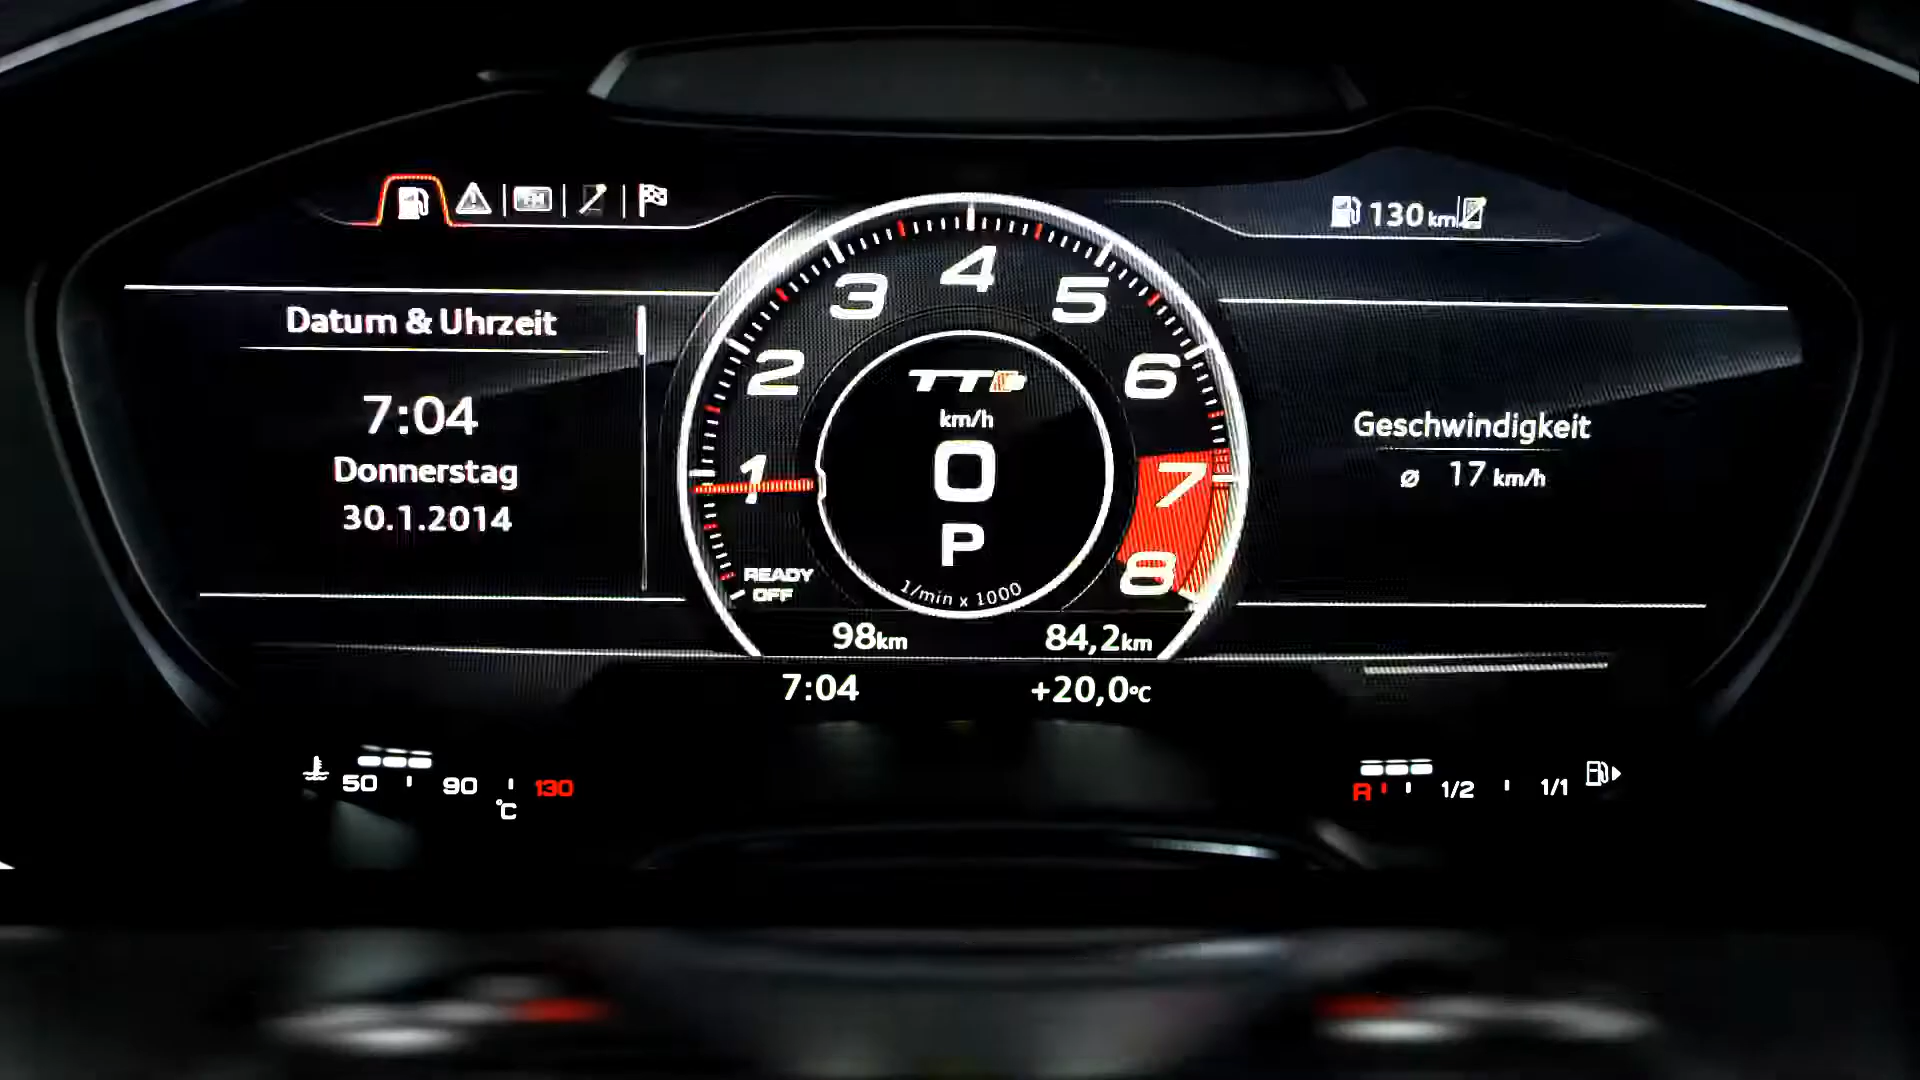 130 km
Datum & Uhrzeit
7:04
Donnerstag
30.1.2014
1
2
3
4
5
6
7
8
READY
OFF
TTS
km/h
0
P
1/min x 1000
98km
84,2km
7:04
+20,0°C
Geschwindigkeit
ø 17 km/h
50 90 130
°C
R 1/2 1/1